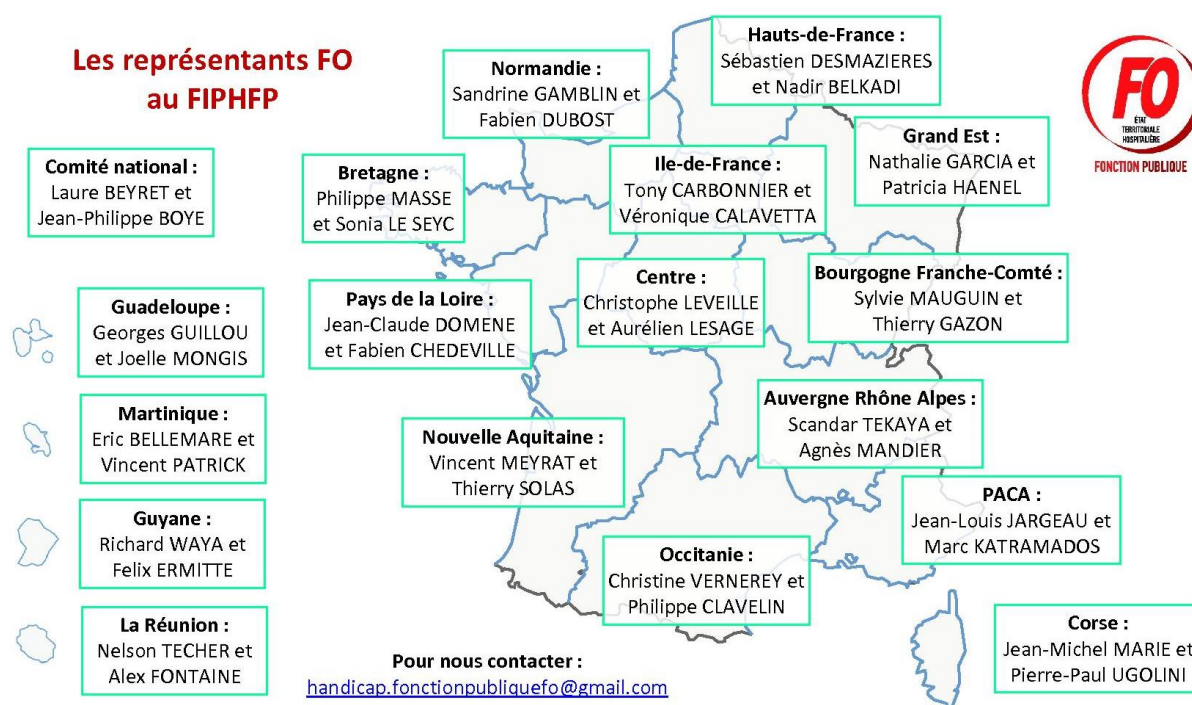 Les représentants FO
au FIPHFP
Comité national :
Laure BEYRET et
Jean-Philippe BOYE
Hauts-de-France :
Sébastien DESMAZIERES
et Nadir BELKADI
Normandie :
Sandrine GAMBLIN et
Fabien DUBOST
FO
ÉTAT
TERRITORIALE
HOSPITALIÈRE
FONCTION PUBLIQUE
Grand Est :
Nathalie GARCIA et
Patricia HAENEL
Bretagne :
Philippe MASSE
et Sonia LE SEYC
Ile-de-France :
Tony CARBONNIER et
Véronique CALAVETTA
Pays de la Loire :
Jean-Claude DOMENE
et Fabien CHEDEVILLE
Centre :
Christophe LEVEILLE
et Aurélien LESAGE
Bourgogne Franche-Comté :
Sylvie MAUGUIN et
Thierry GAZON
Guadeloupe :
Georges GUILLOU
et Joelle MONGIS
Martinique :
Eric BELLEMARE et
Vincent PATRICK
Nouvelle Aquitaine :
Vincent MEYRAT et
Thierry SOLAS
Auvergne Rhône Alpes :
Scandar TEKAYA et
Agnès MANDIER
PACA :
Jean-Louis JARGEAU et
Marc KATRAMADOS
Guyane :
Richard WAYA et
Felix ERMITTE
Occitanie :
Christine VERNEREY et
Philippe CLAVELIN
La Réunion :
Nelson TECHER et
Alex FONTAINE
Corse :
Jean-Michel MARIE et
Pierre-Paul UGOLINI
Pour nous contacter :
handicap.fonctionpubliquefo@gmail.com